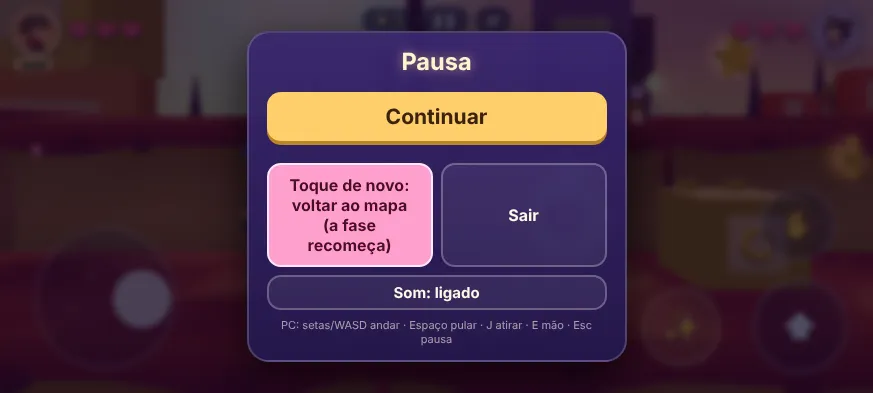 Pausa
Continuar
Toque de novo:
voltar ao mapa
(a fase
recomeça)
Sair
Som: ligado
PC: setas/WASD andar · Espaço pular · J atirar · E mão · Esc
pausa